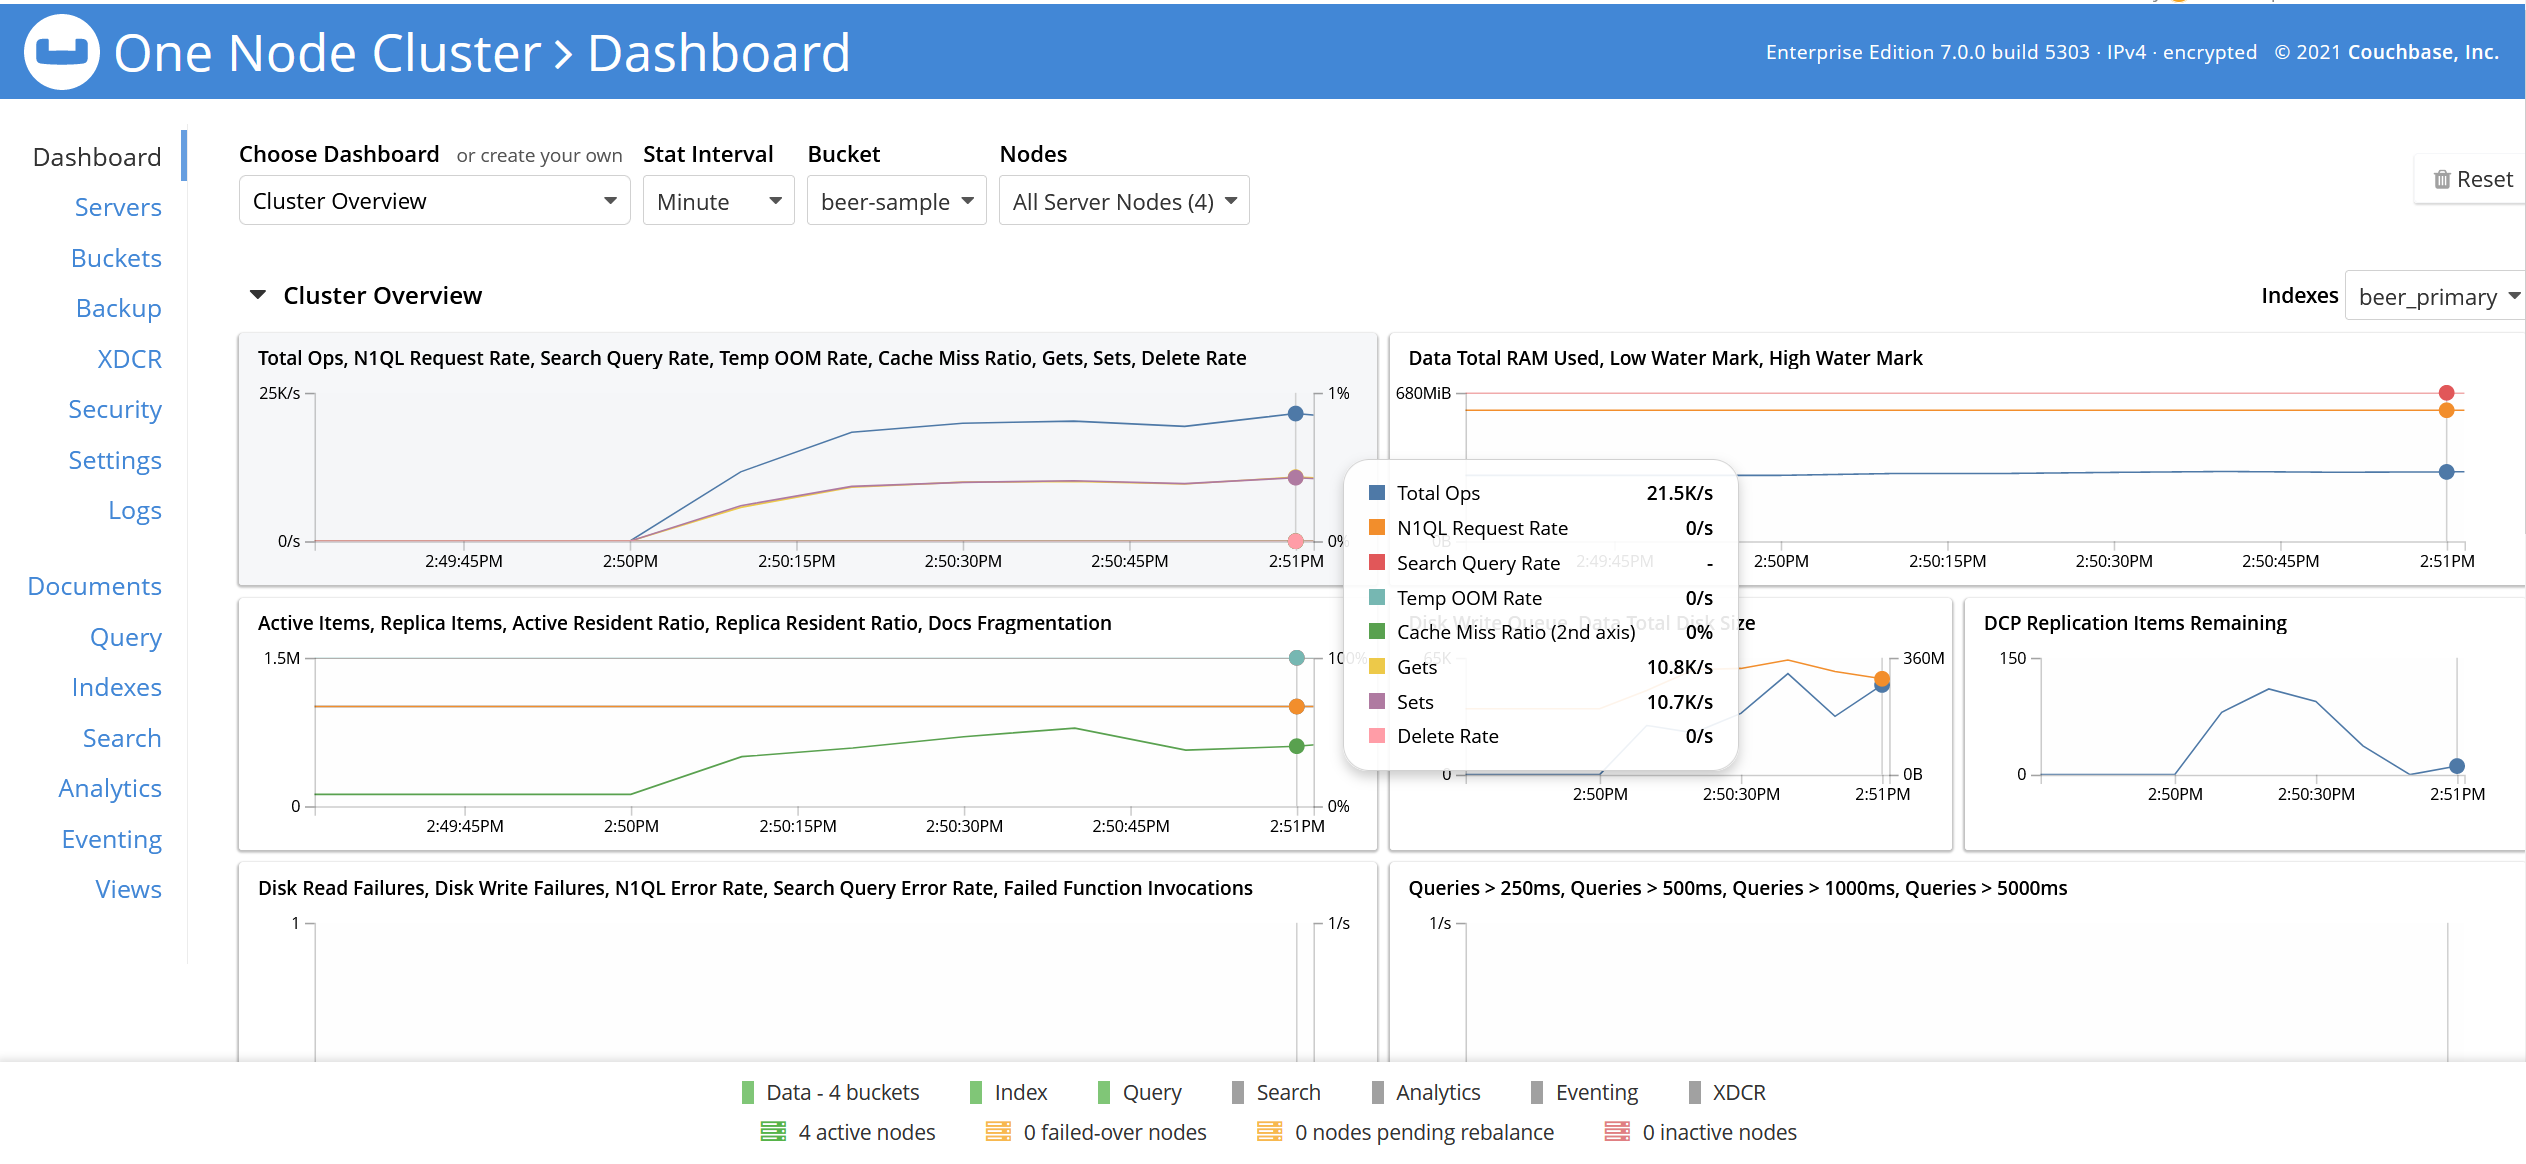 One Node Cluster > Dashboard
Enterprise Edition 7.0.0 build 5303 · IPv4 · encrypted © 2021 Couchbase, Inc.
Dashboard
Servers
Buckets
Backup
XDCR
Security
Settings
Logs
Documents
Query
Indexes
Search
Analytics
Eventing
Views
Choose Dashboard or create your own
Cluster Overview
Stat Interval
Minute
Bucket
beer-sample
Nodes
All Server Nodes (4)
Reset
Cluster Overview
Indexes beer_primary
Total Ops, N1QL Request Rate, Search Query Rate, Temp OOM Rate, Cache Miss Ratio, Gets, Sets, Delete Rate
25K/s 1%
0/s 0%
2:49:45PM 2:50PM 2:50:15PM 2:50:30PM 2:50:45PM 2:51PM
Data Total RAM Used, Low Water Mark, High Water Mark
680MiB
0B
2:49:45PM 2:50PM 2:50:15PM 2:50:30PM 2:50:45PM 2:51PM
Total Ops 21.5K/s
N1QL Request Rate 0/s
Search Query Rate -
Temp OOM Rate 0/s
Cache Miss Ratio (2nd axis) 0%
Gets 10.8K/s
Sets 10.7K/s
Delete Rate 0/s
Active Items, Replica Items, Active Resident Ratio, Replica Resident Ratio, Docs Fragmentation
1.5M 100%
0 0%
2:49:45PM 2:50PM 2:50:15PM 2:50:30PM 2:50:45PM 2:51PM
Disk Write Queue, Data Total Disk Size
65K 360M
0 0B
2:50PM 2:50:30PM 2:51PM
DCP Replication Items Remaining
150
0
2:50PM 2:50:30PM 2:51PM
Disk Read Failures, Disk Write Failures, N1QL Error Rate, Search Query Error Rate, Failed Function Invocations
1 1/s
Queries > 250ms, Queries > 500ms, Queries > 1000ms, Queries > 5000ms
1/s
Data - 4 buckets Index Query Search Analytics Eventing XDCR
4 active nodes 0 failed-over nodes 0 nodes pending rebalance 0 inactive nodes